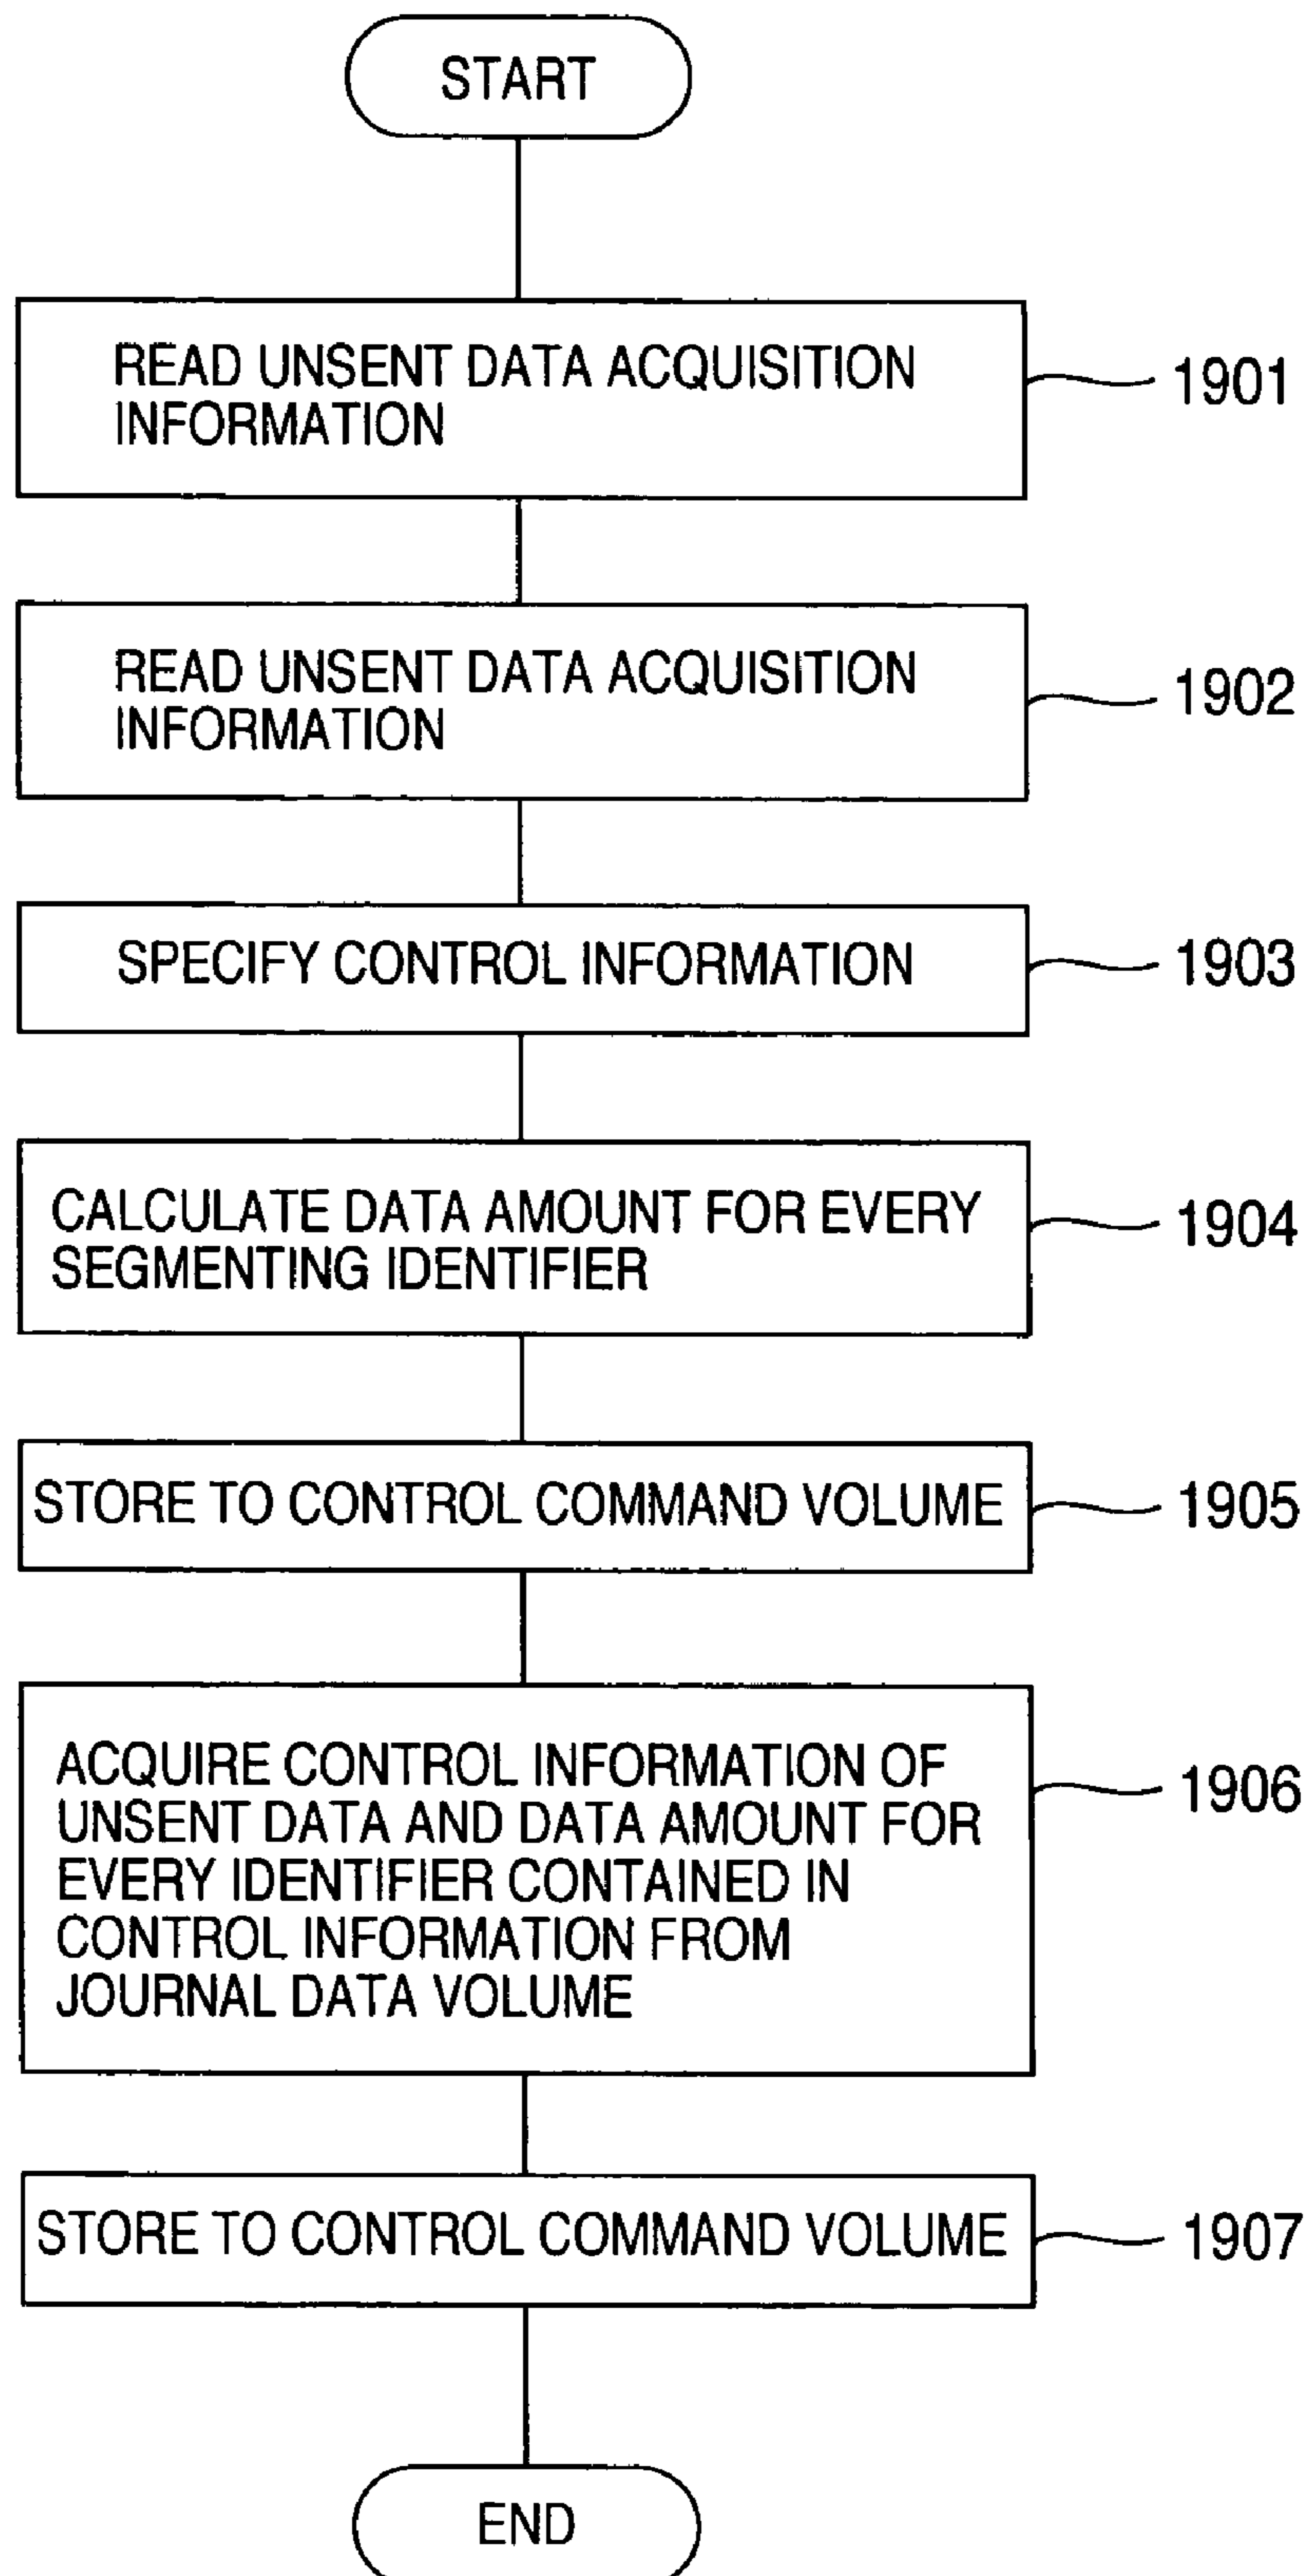 START
READ UNSENT DATA ACQUISITION
INFORMATION
1901
READ UNSENT DATA ACQUISITION
INFORMATION
1902
SPECIFY CONTROL INFORMATION
1903
CALCULATE DATA AMOUNT FOR EVERY
SEGMENTING IDENTIFIER
1904
STORE TO CONTROL COMMAND VOLUME
1905
ACQUIRE CONTROL INFORMATION OF
UNSENT DATA AND DATA AMOUNT FOR
EVERY IDENTIFIER CONTAINED IN
CONTROL INFORMATION FROM
JOURNAL DATA VOLUME
1906
STORE TO CONTROL COMMAND VOLUME
1907
END